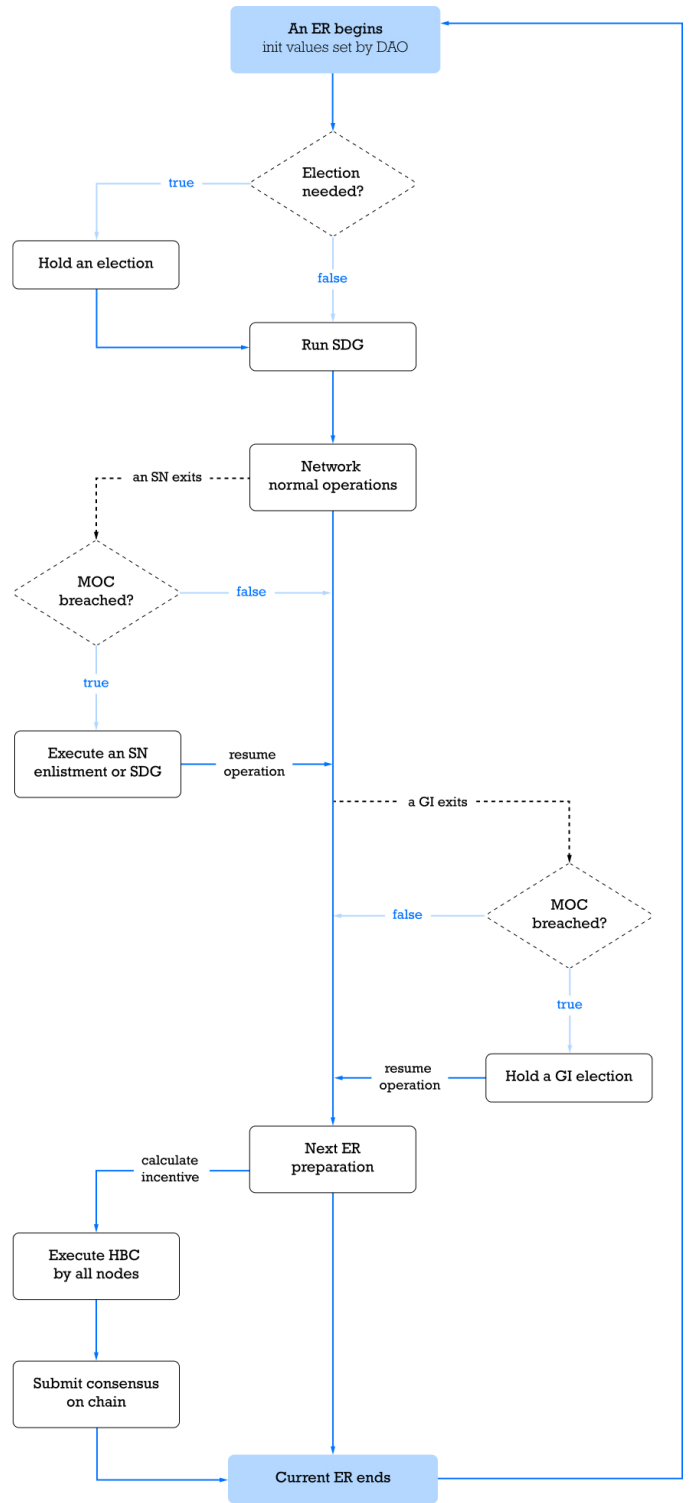 An ER begins
init values set by DAO
Election
needed?
true
Hold an election
false
Run SDG
Network
normal operations
an SN exits
MOC
breached?
false
true
Execute an SN
enlistment or SDG
resume
operation
a GI exits
MOC
breached?
false
true
Hold a GI election
resume
operation
Next ER
preparation
calculate
incentive
Execute HBC
by all nodes
Submit consensus
on chain
Current ER ends